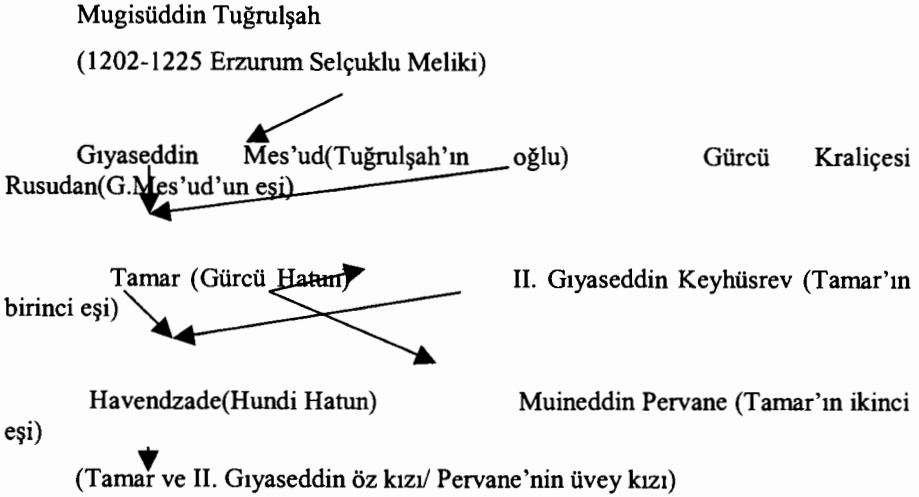 Mugisüddin Tuğrulşah
(1202-1225 Erzurum Selçuklu Meliki)
Gıyaseddin Mes'ud(Tuğrulşah'ın oğlu) Gürcü Kraliçesi
Rusudan(G.Mes'ud'un eşi)
Tamar (Gürcü Hatun) II. Gıyaseddin Keyhüsrev (Tamar'ın
birinci eşi)
Havendzade(Hundi Hatun) Muineddin Pervane (Tamar'ın ikinci
eşi)
(Tamar ve II. Gıyaseddin öz kızı/ Pervane'nin üvey kızı)